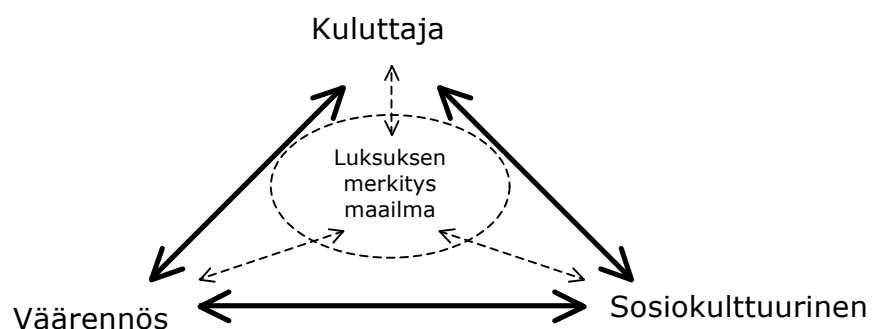 Kuluttaja
Luksuksen
merkitys
maailma
Väärennös
Sosiokulttuurinen